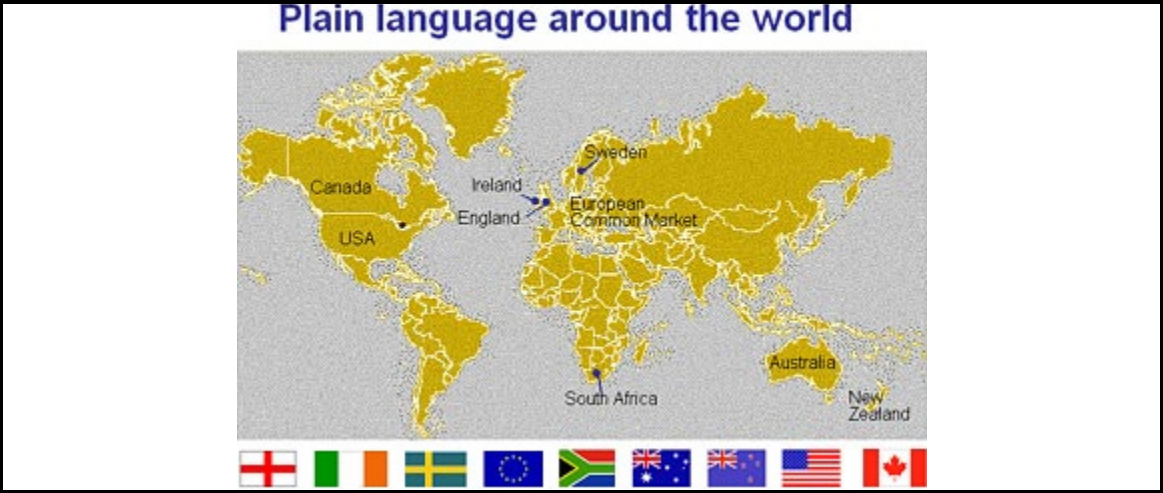 Plain language around the world
Sweden
Ireland
Canada
European
Common Market
England
USA
Australia
South Africa
New
Zealand